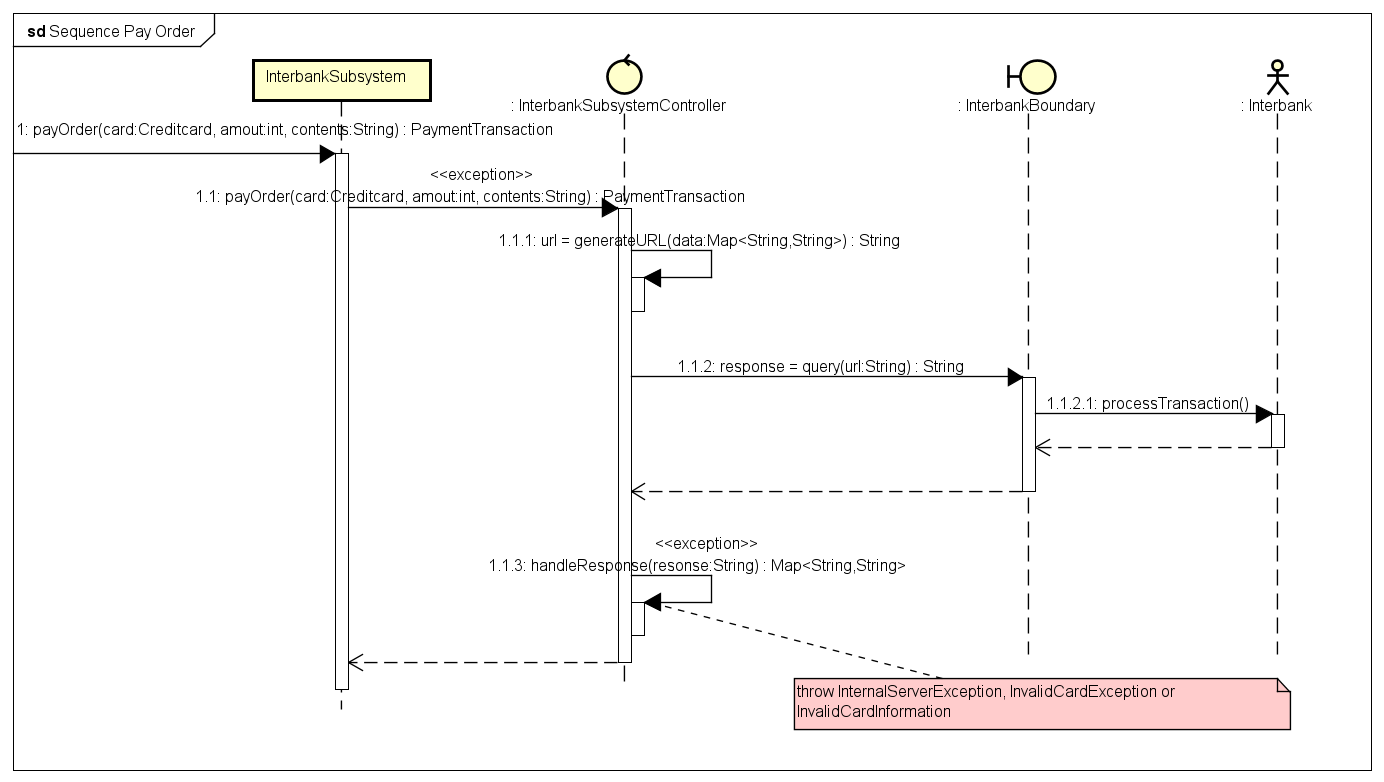 sd Sequence Pay Order
InterbankSubsystem
: InterbankSubsystemController
: InterbankBoundary
: Interbank
1: payOrder(card:Creditcard, amout:int, contents:String) : PaymentTransaction
<<exception>>
1.1: payOrder(card:Creditcard, amout:int, contents:String) : PaymentTransaction
1.1.1: url = generateURL(data:Map<String,String>) : String
1.1.2: response = query(url:String) : String
1.1.2.1: processTransaction()
<<exception>>
1.1.3: handleResponse(resonse:String) : Map<String,String>
throw InternalServerException, InvalidCardException or
InvalidCardInformation